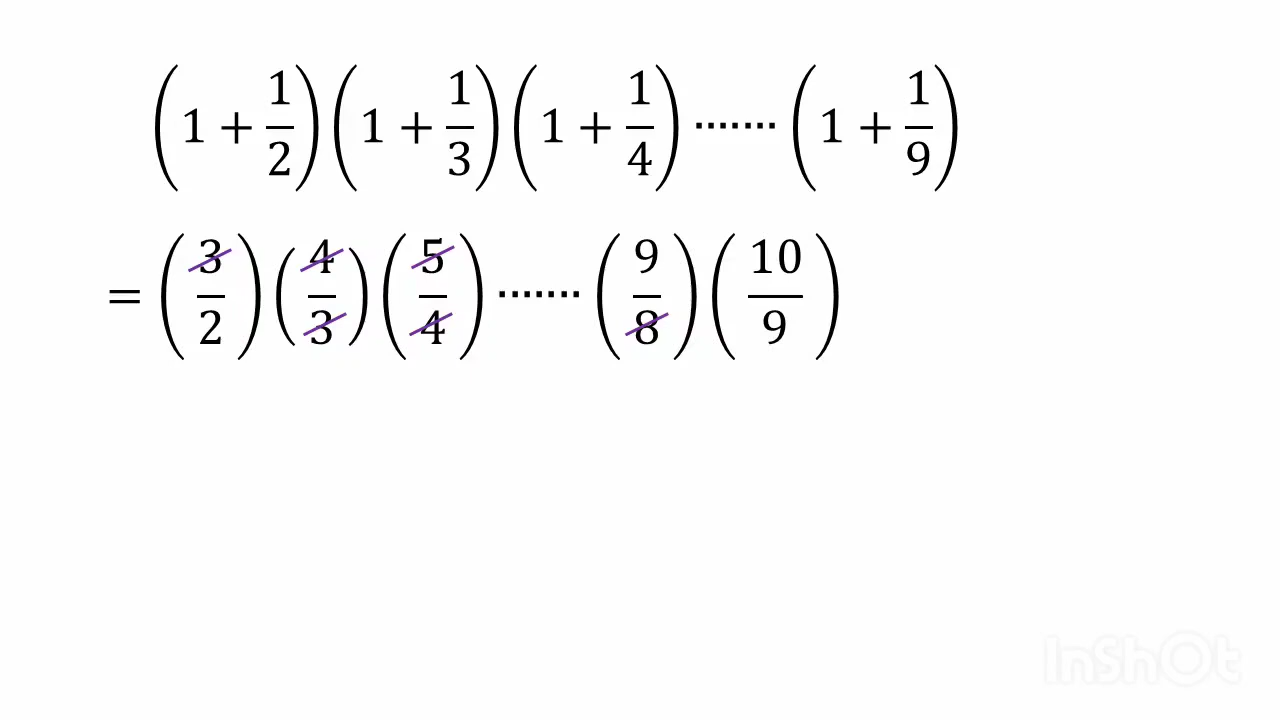 (1 + 1/2)(1 + 1/3)(1 + 1/4)·······(1 + 1/9)
= (3/2)(4/3)(5/4)·······(9/8)(10/9)
InShOt